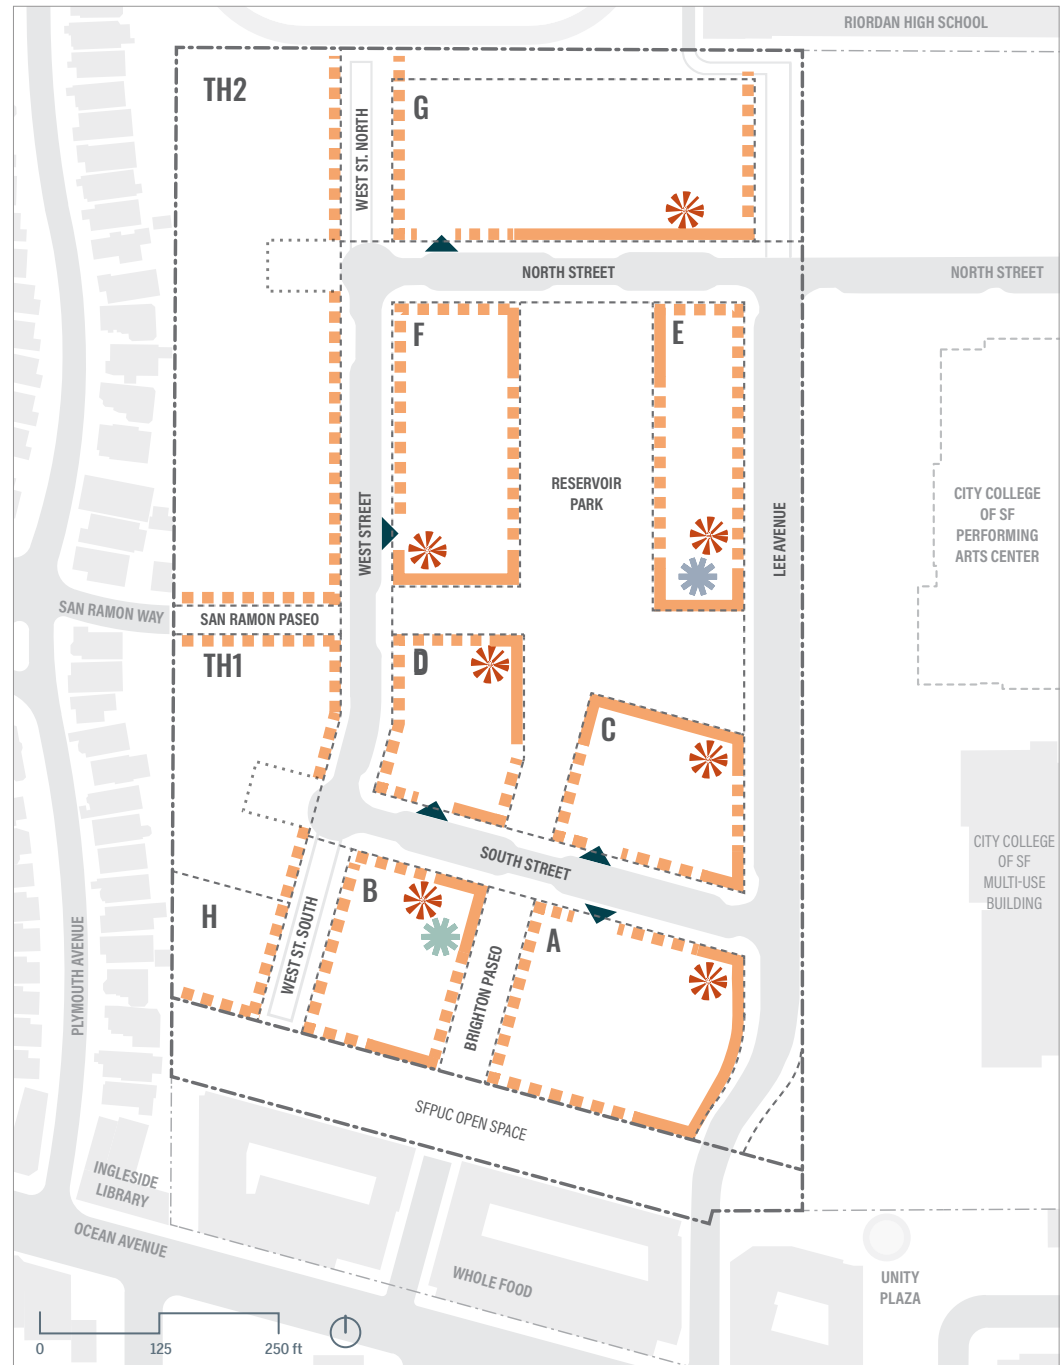 RIORDAN HIGH SCHOOL
TH2
G
WEST ST. NORTH
NORTH STREET
NORTH STREET
F
E
RESERVOIR
PARK
WEST STREET
LEE AVENUE
CITY COLLEGE
OF SF
PERFORMING
ARTS CENTER
SAN RAMON WAY
SAN RAMON PASEO
TH1
D
C
SOUTH STREET
CITY COLLEGE
OF SF
MULTI-USE
BUILDING
B
H
A
WEST ST. SOUTH
BRIGHTON PASEO
PLYMOUTH AVENUE
SFPUC OPEN SPACE
INGLESIDE
LIBRARY
OCEAN AVENUE
WHOLE FOOD
UNITY
PLAZA
0 125 250 ft